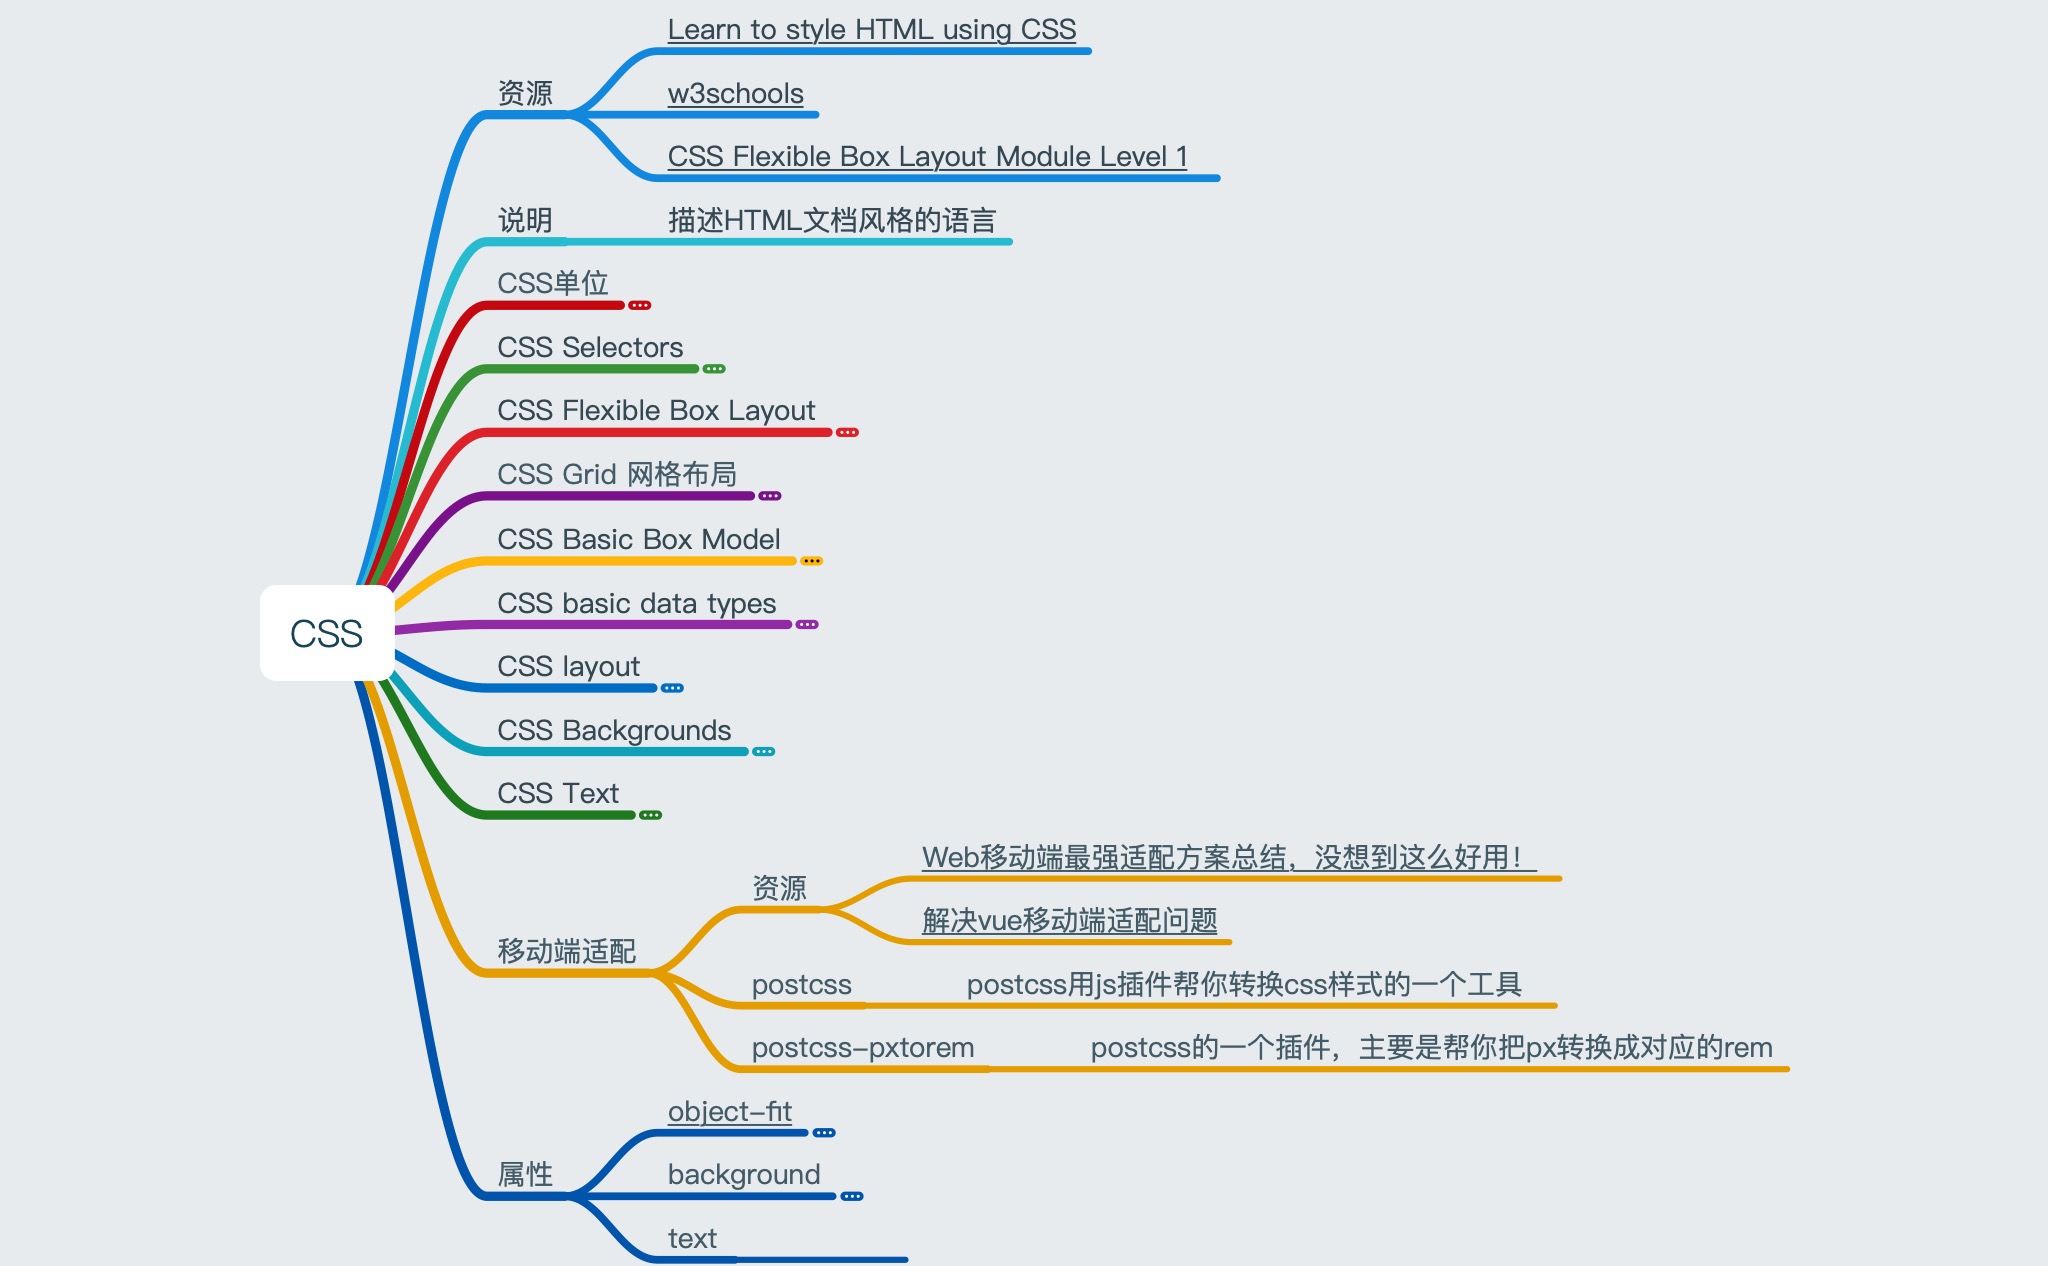 Learn to style HTML using CSS
资源
w3schools
CSS Flexible Box Layout Module Level 1
说明
描述HTML文档风格的语言
CSS单位
CSS Selectors
CSS Flexible Box Layout
CSS Grid 网格布局
CSS Basic Box Model
CSS basic data types
CSS
CSS layout
CSS Backgrounds
CSS Text
Web移动端最强适配方案总结，没想到这么好用！
资源
解决vue移动端适配问题
移动端适配
postcss
postcss用js插件帮你转换css样式的一个工具
postcss-pxtorem
postcss的一个插件，主要是帮你把px转换成对应的rem
object-fit
属性
background
text